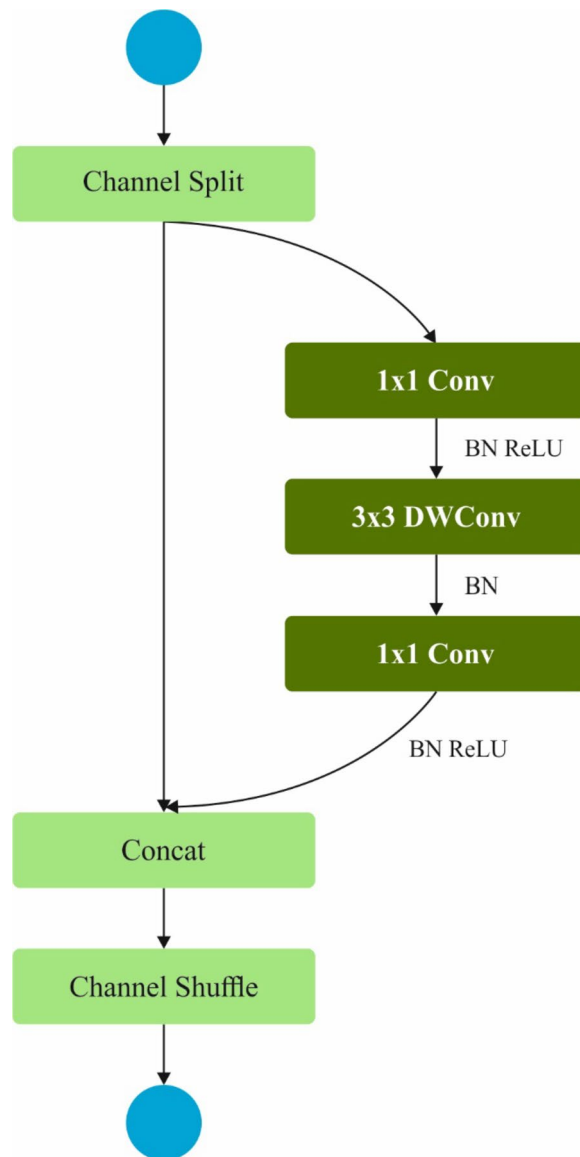 Channel Split
1x1 Conv
BN ReLU
3x3 DWConv
BN
1x1 Conv
BN ReLU
Concat
Channel Shuffle